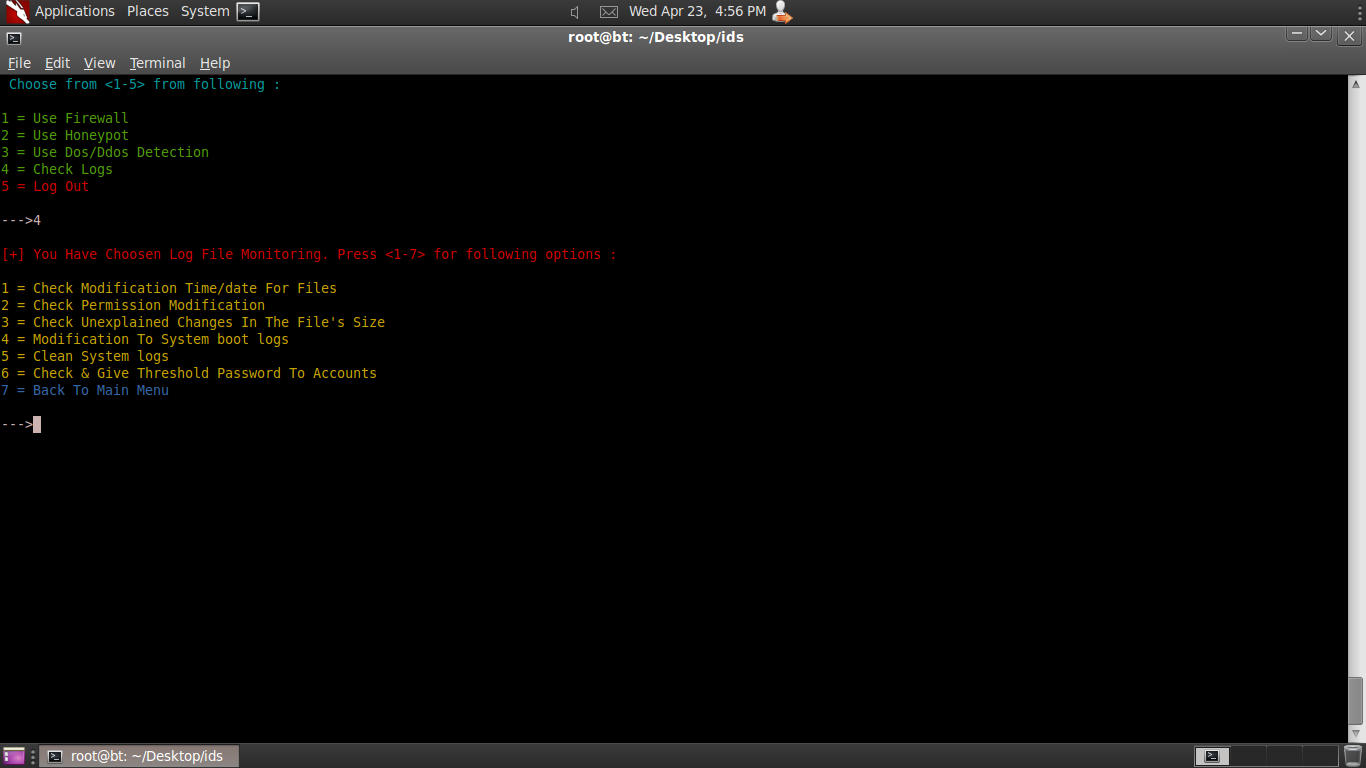 Applications Places System Wed Apr 23, 4:56 PM
root@bt: ~/Desktop/ids
File Edit View Terminal Help
Choose from <1-5> from following :
1 = Use Firewall
2 = Use Honeypot
3 = Use Dos/Ddos Detection
4 = Check Logs
5 = Log Out
--->4
[+] You Have Choosen Log File Monitoring. Press <1-7> for following options :
1 = Check Modification Time/date For Files
2 = Check Permission Modification
3 = Check Unexplained Changes In The File's Size
4 = Modification To System boot logs
5 = Clean System logs
6 = Check & Give Threshold Password To Accounts
7 = Back To Main Menu
--->
root@bt: ~/Desktop/ids